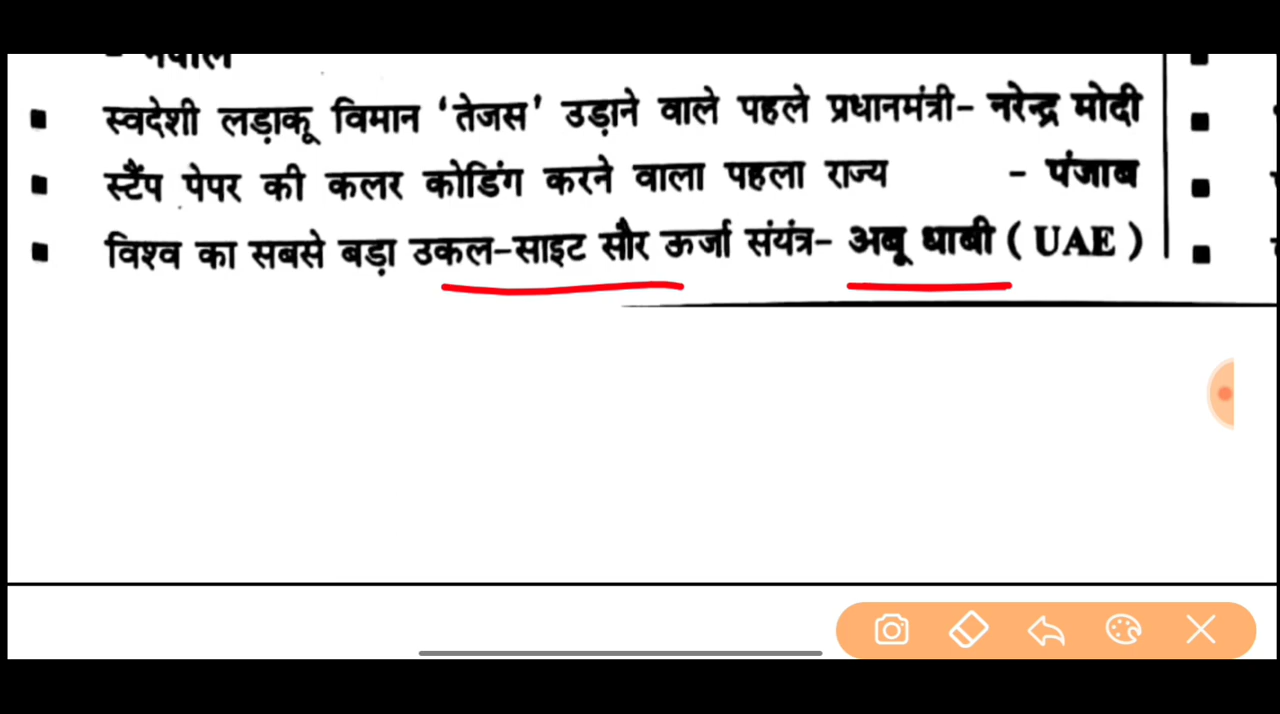 - नेपाल
▪ स्वदेशी लड़ाकू विमान ‘तेजस’ उड़ाने वाले पहले प्रधानमंत्री- नरेन्द्र मोदी
▪ स्टैंप पेपर की कलर कोडिंग करने वाला पहला राज्य - पंजाब
▪ विश्व का सबसे बड़ा उकल-साइट सौर ऊर्जा संयंत्र- अबू धाबी ( UAE )